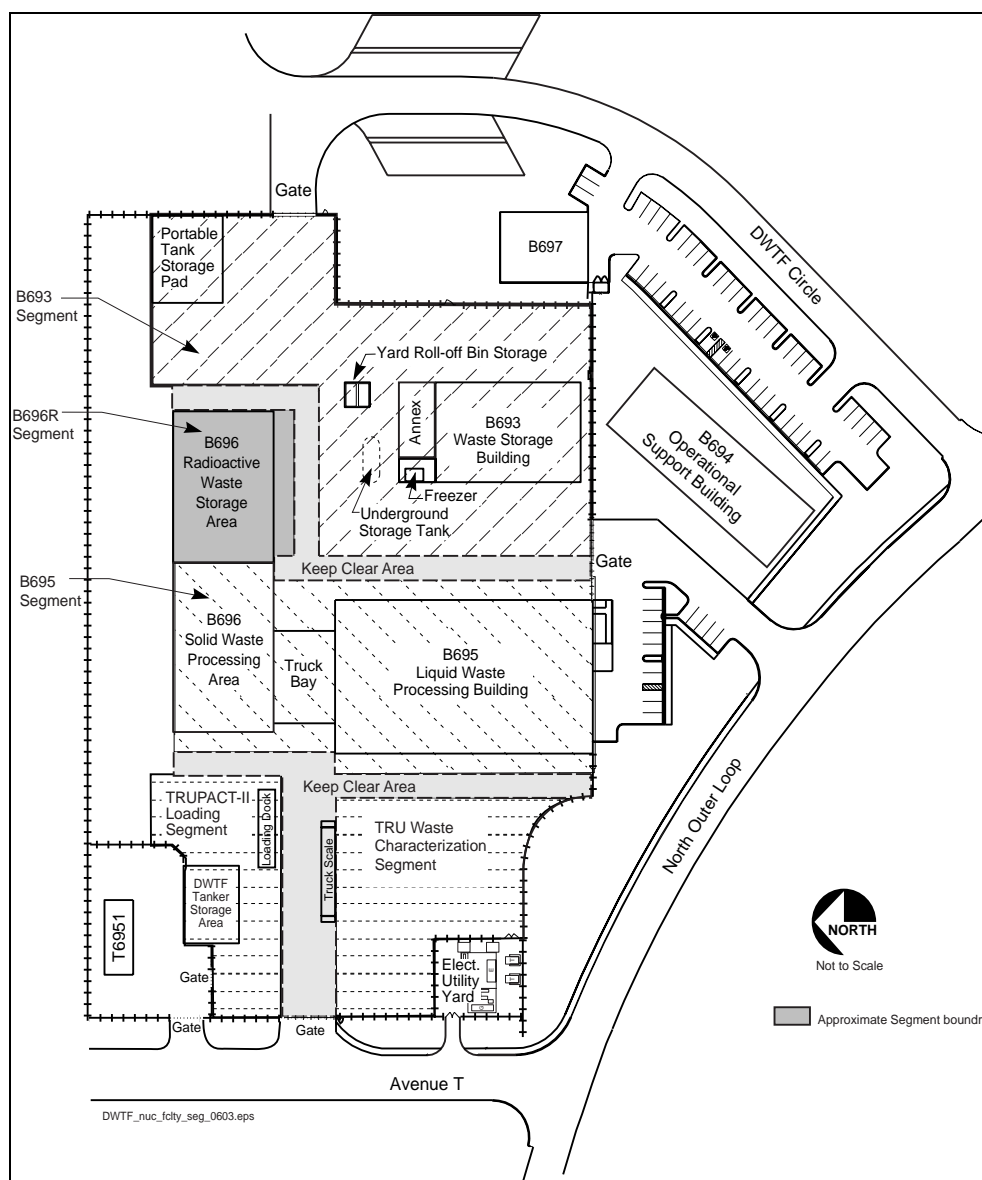 Gate
Portable
Tank
Storage
Pad
B697
DWTF Circle
B693
Segment
Yard Roll-off Bin Storage
B696R
Segment
Annex
B693
Waste Storage
Building
B694
Operational
Support Building
B696
Radioactive
Waste
Storage
Area
Freezer
Underground
Storage Tank
Keep Clear Area
Gate
B695
Segment
B696
Solid Waste
Processing
Area
Truck
Bay
B695
Liquid Waste
Processing Building
Keep Clear Area
TRUPACT-II
Loading
Segment
Loading Dock
TRU Waste
Characterization
Segment
Truck Scale
North Outer Loop
DWTF
Tanker
Storage
Area
T6951
Gate
Elect.
Utility
Yard
NORTH
Not to Scale
Gate
Gate
Approximate Segment boundr
Avenue T
DWTF_nuc_fclty_seg_0603.eps